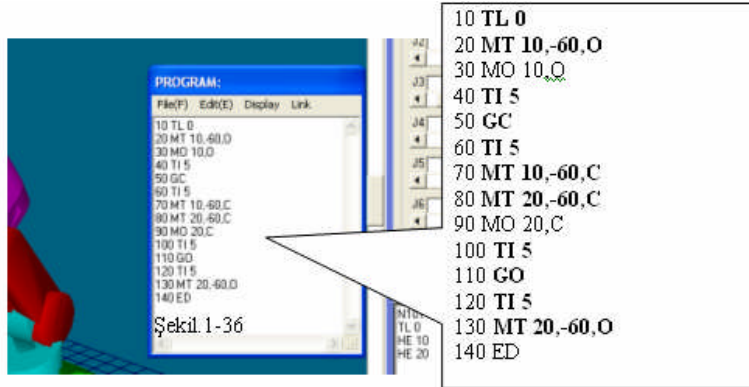 PROGRAM:
File(F) Edit(E) Display Link
10 TL 0
20 MT 10,-60,O
30 MO 10,O
40 TI 5
50 GC
60 TI 5
70 MT 10,-60,C
80 MT 20,-60,C
90 MO 20,C
100 TI 5
110 GO
120 TI 5
130 MT 20,-60,O
140 ED
Şekil.1-36
J3
J4
J5
J6
TL 0
HE 10
HE 20
10 TL 0
20 MT 10,-60,O
30 MO 10,O
40 TI 5
50 GC
60 TI 5
70 MT 10,-60,C
80 MT 20,-60,C
90 MO 20,C
100 TI 5
110 GO
120 TI 5
130 MT 20,-60,O
140 ED